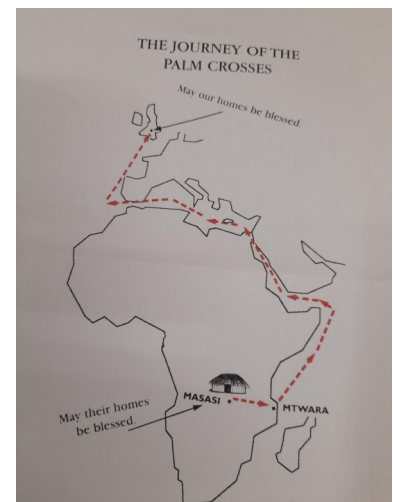 THE JOURNEY OF THE
PALM CROSSES
May our homes be blessed
MASASI
MTWARA
May their homes
be blessed.